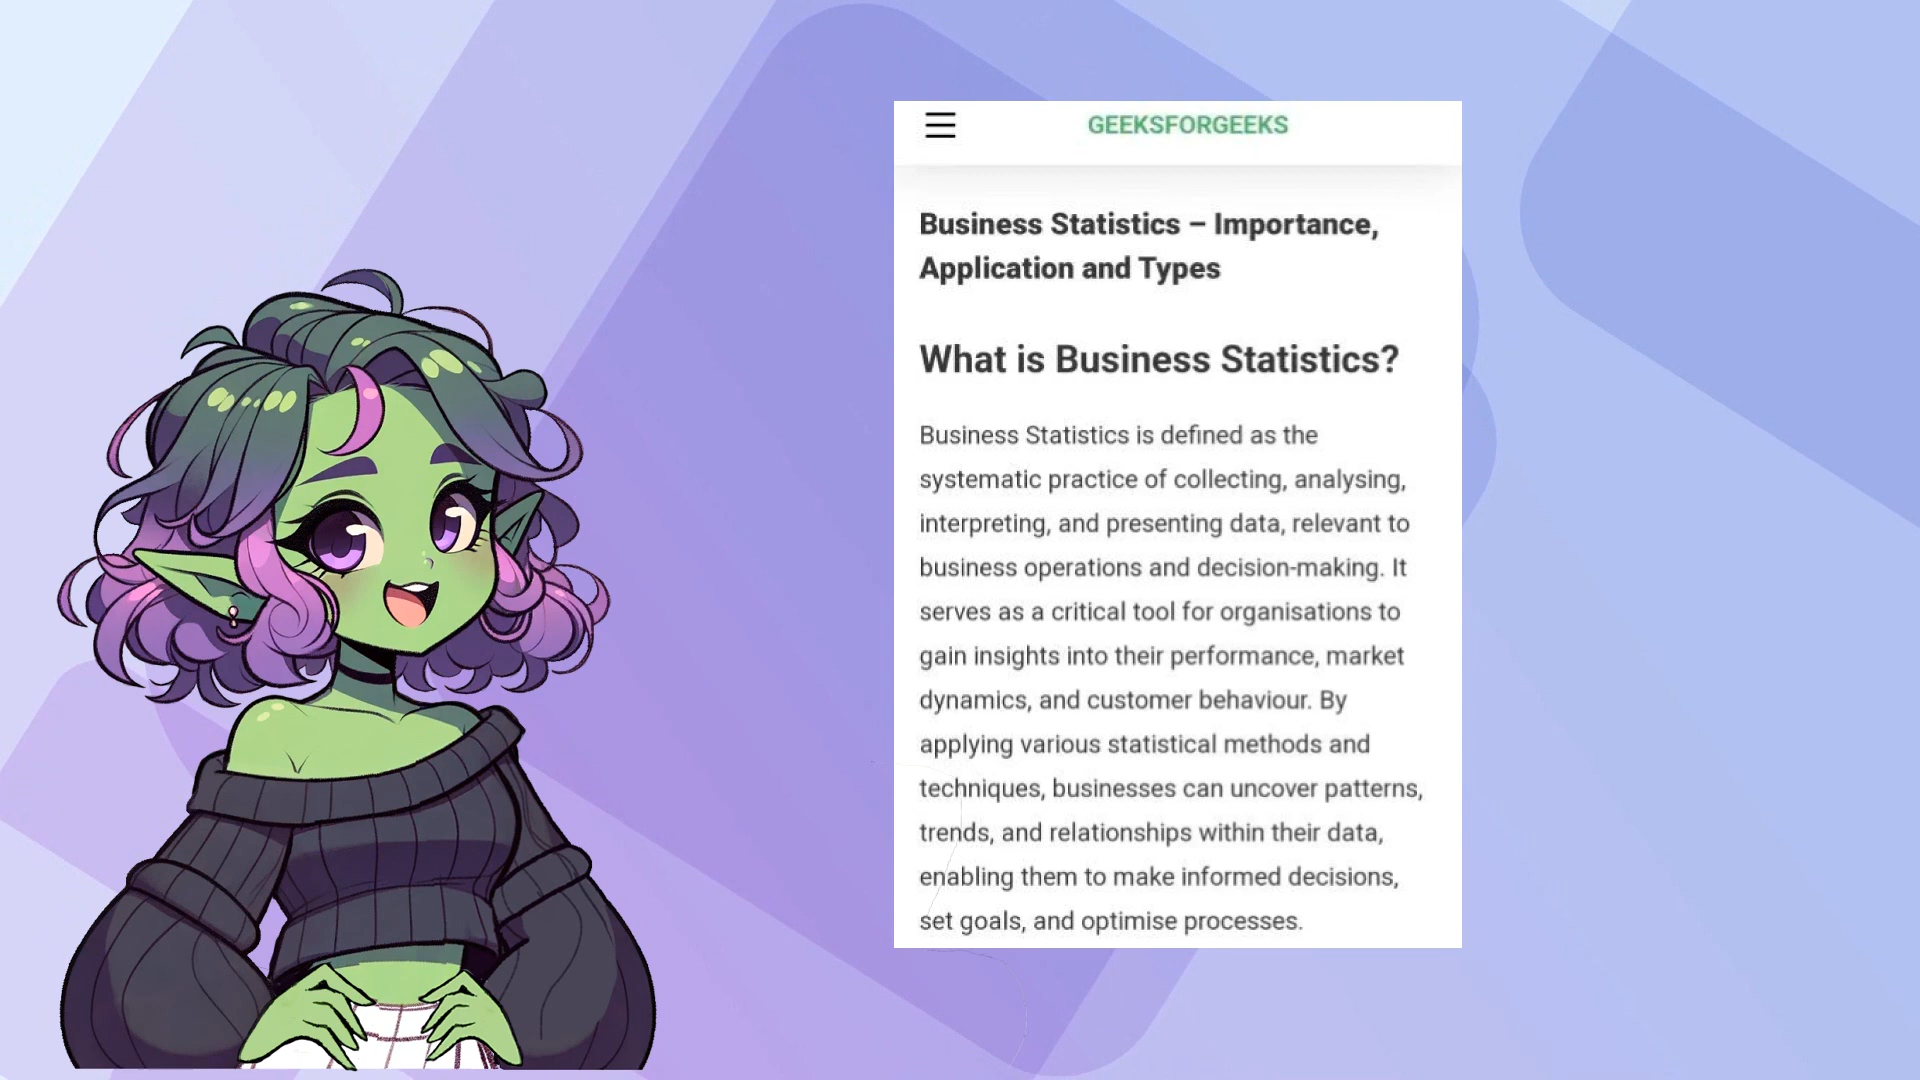 GEEKSFORGEEKS
Business Statistics – Importance,
Application and Types
What is Business Statistics?
Business Statistics is defined as the
systematic practice of collecting, analysing,
interpreting, and presenting data, relevant to
business operations and decision-making. It
serves as a critical tool for organisations to
gain insights into their performance, market
dynamics, and customer behaviour. By
applying various statistical methods and
techniques, businesses can uncover patterns,
trends, and relationships within their data,
enabling them to make informed decisions,
set goals, and optimise processes.